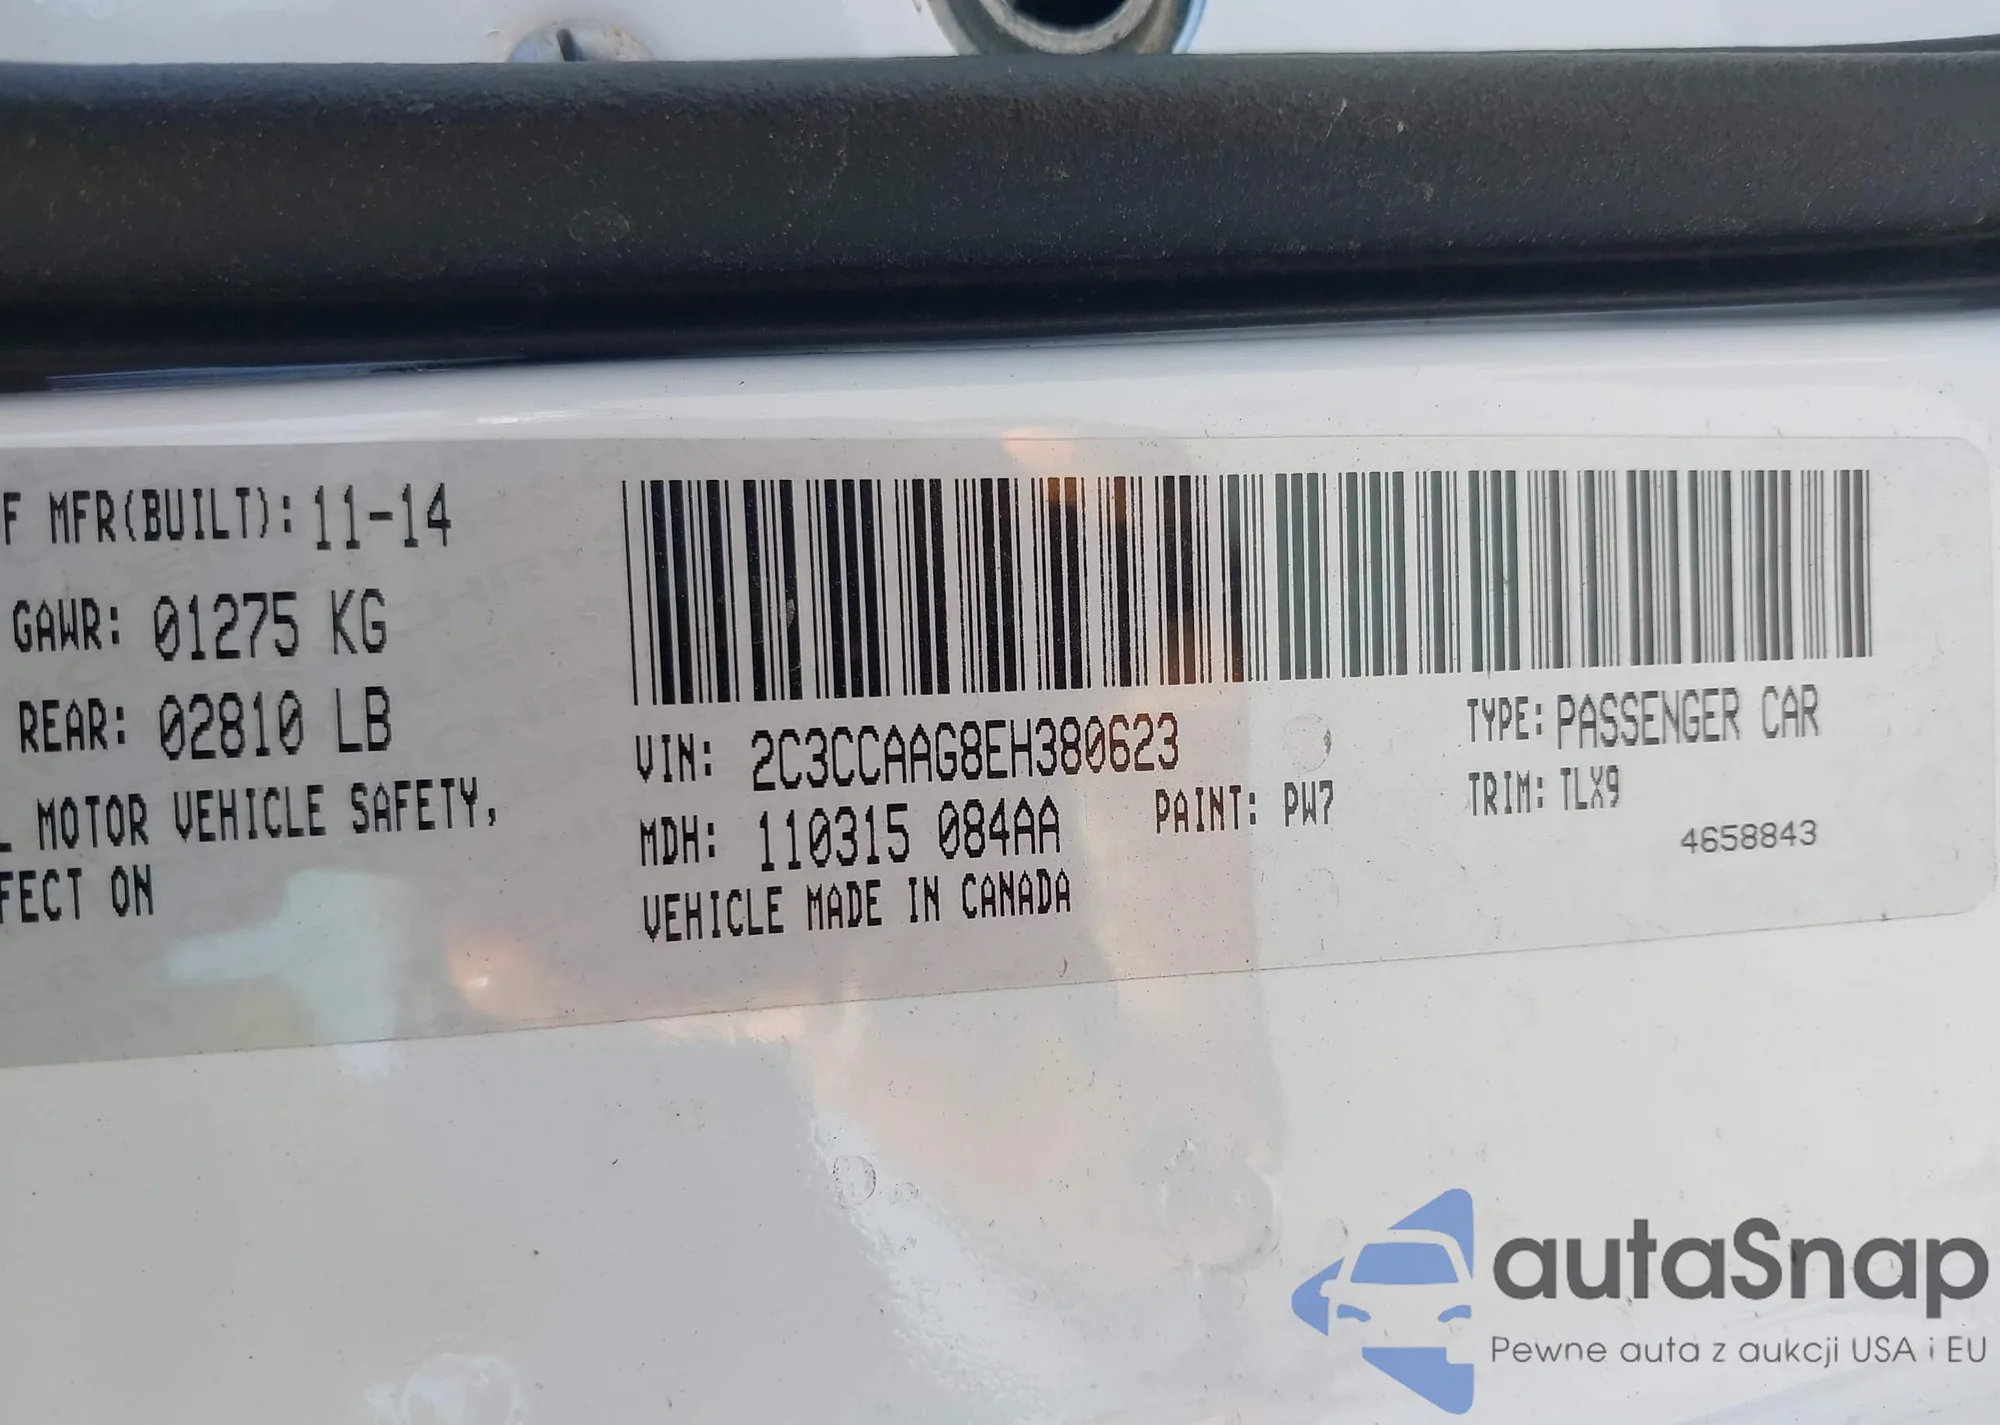 F MFR(BUILT): 11-14
GAWR: 01275 KG
REAR: 02810 LB
L MOTOR VEHICLE SAFETY,
FECT ON
VIN: 2C3CCAAG8EH380623
MDH: 110315 084AA
PAINT: PW7
VEHICLE MADE IN CANADA
TYPE: PASSENGER CAR
TRIM: TLX9
4658843
autaSnap
Pewne auta z aukcji USA i EU